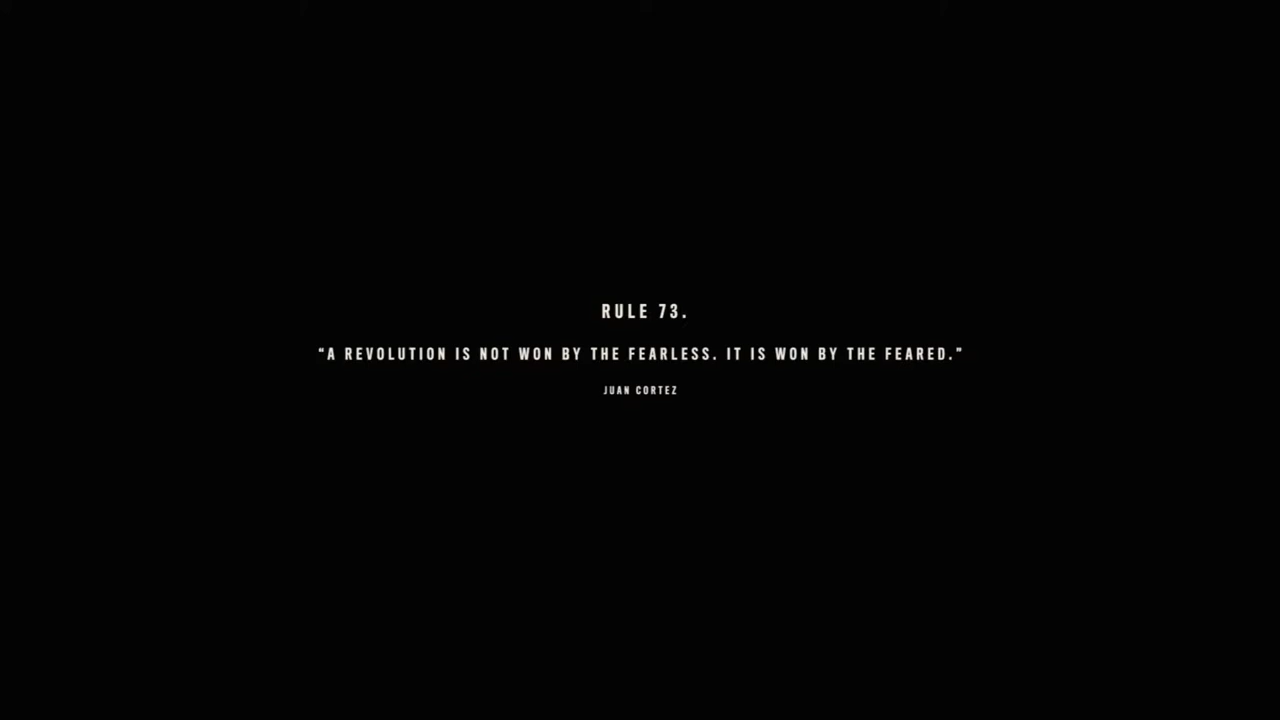 RULE 73.
“A REVOLUTION IS NOT WON BY THE FEARLESS. IT IS WON BY THE FEARED.”
JUAN CORTEZ